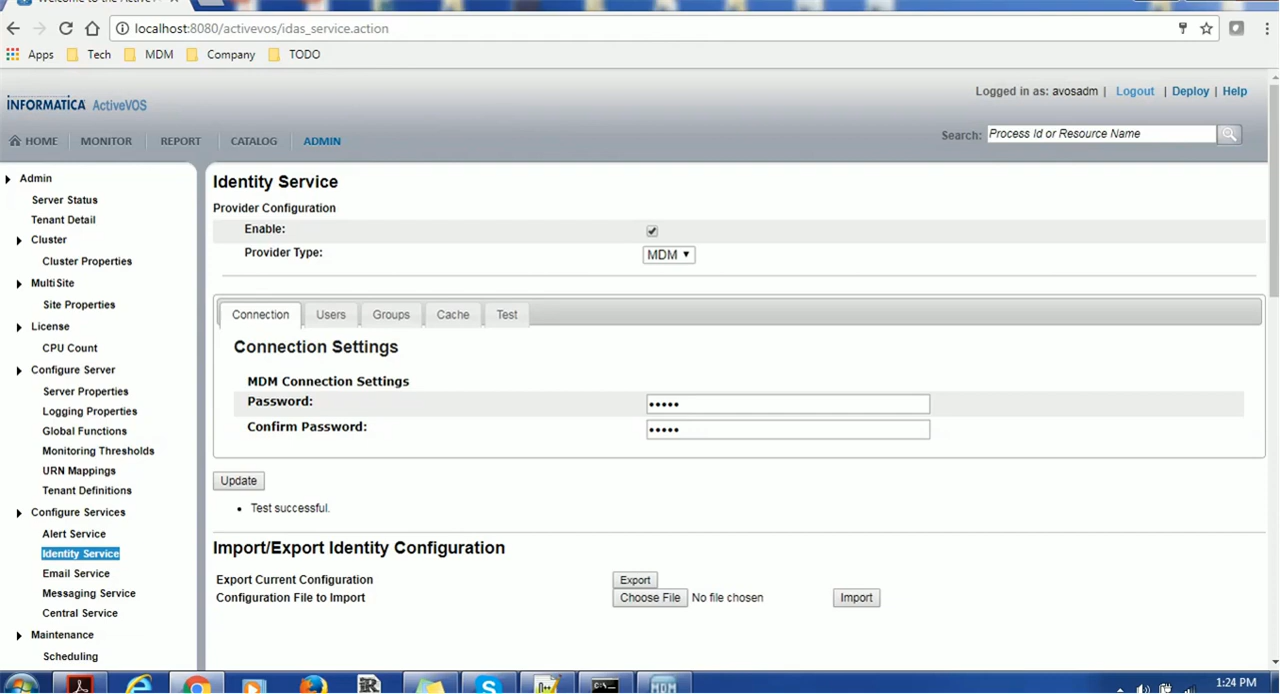 Welcome to the Active
localhost:8080/activevos/idas_service.action
Apps Tech MDM Company TODO
INFORMATICA ActiveVOS
Logged in as: avosadm | Logout | Deploy | Help
HOME MONITOR REPORT CATALOG ADMIN
Search: Process Id or Resource Name
Admin
Server Status
Tenant Detail
Cluster
Cluster Properties
MultiSite
Site Properties
License
CPU Count
Configure Server
Server Properties
Logging Properties
Global Functions
Monitoring Thresholds
URN Mappings
Tenant Definitions
Configure Services
Alert Service
Identity Service
Email Service
Messaging Service
Central Service
Maintenance
Scheduling
Identity Service
Provider Configuration
Enable:
Provider Type: MDM
Connection Users Groups Cache Test
Connection Settings
MDM Connection Settings
Password: •••••
Confirm Password: •••••
Update
• Test successful.
Import/Export Identity Configuration
Export Current Configuration Export
Configuration File to Import Choose File No file chosen Import
MDM
1:24 PM